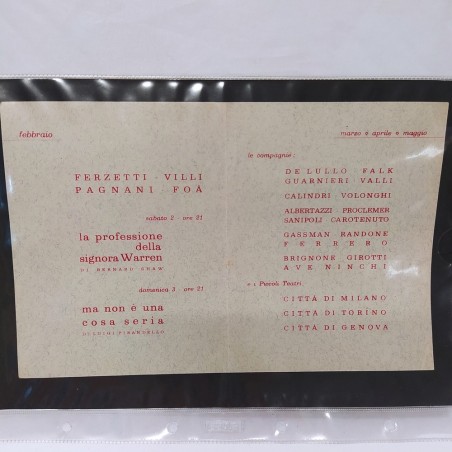 febbraio
FERZETTI - VILLI
PAGNANI FOÀ
sabato 2 - ore 21
la professione
della
signora Warren
DI BERNARD SHAW
domenica 3 ore 21
ma non è una
cosa seria
DI LUIGI PIRANDELLO
marzo e aprile e maggio
le compagnie:
DE LULLO FALK
GUARNIERI VALLI
CALINDRI - VOLONGHI
ALBERTAZZI PROCLEMER
SANIPOLI CAROTENUTO
GASSMAN RANDONE
FERRERO
BRIGNONE GIROTTI
AVE NINCHI
e i Piccoli Teatri
CITTÀ DI MILANO
CITTÀ DI TORINO
CITTÀ DI GENOVA